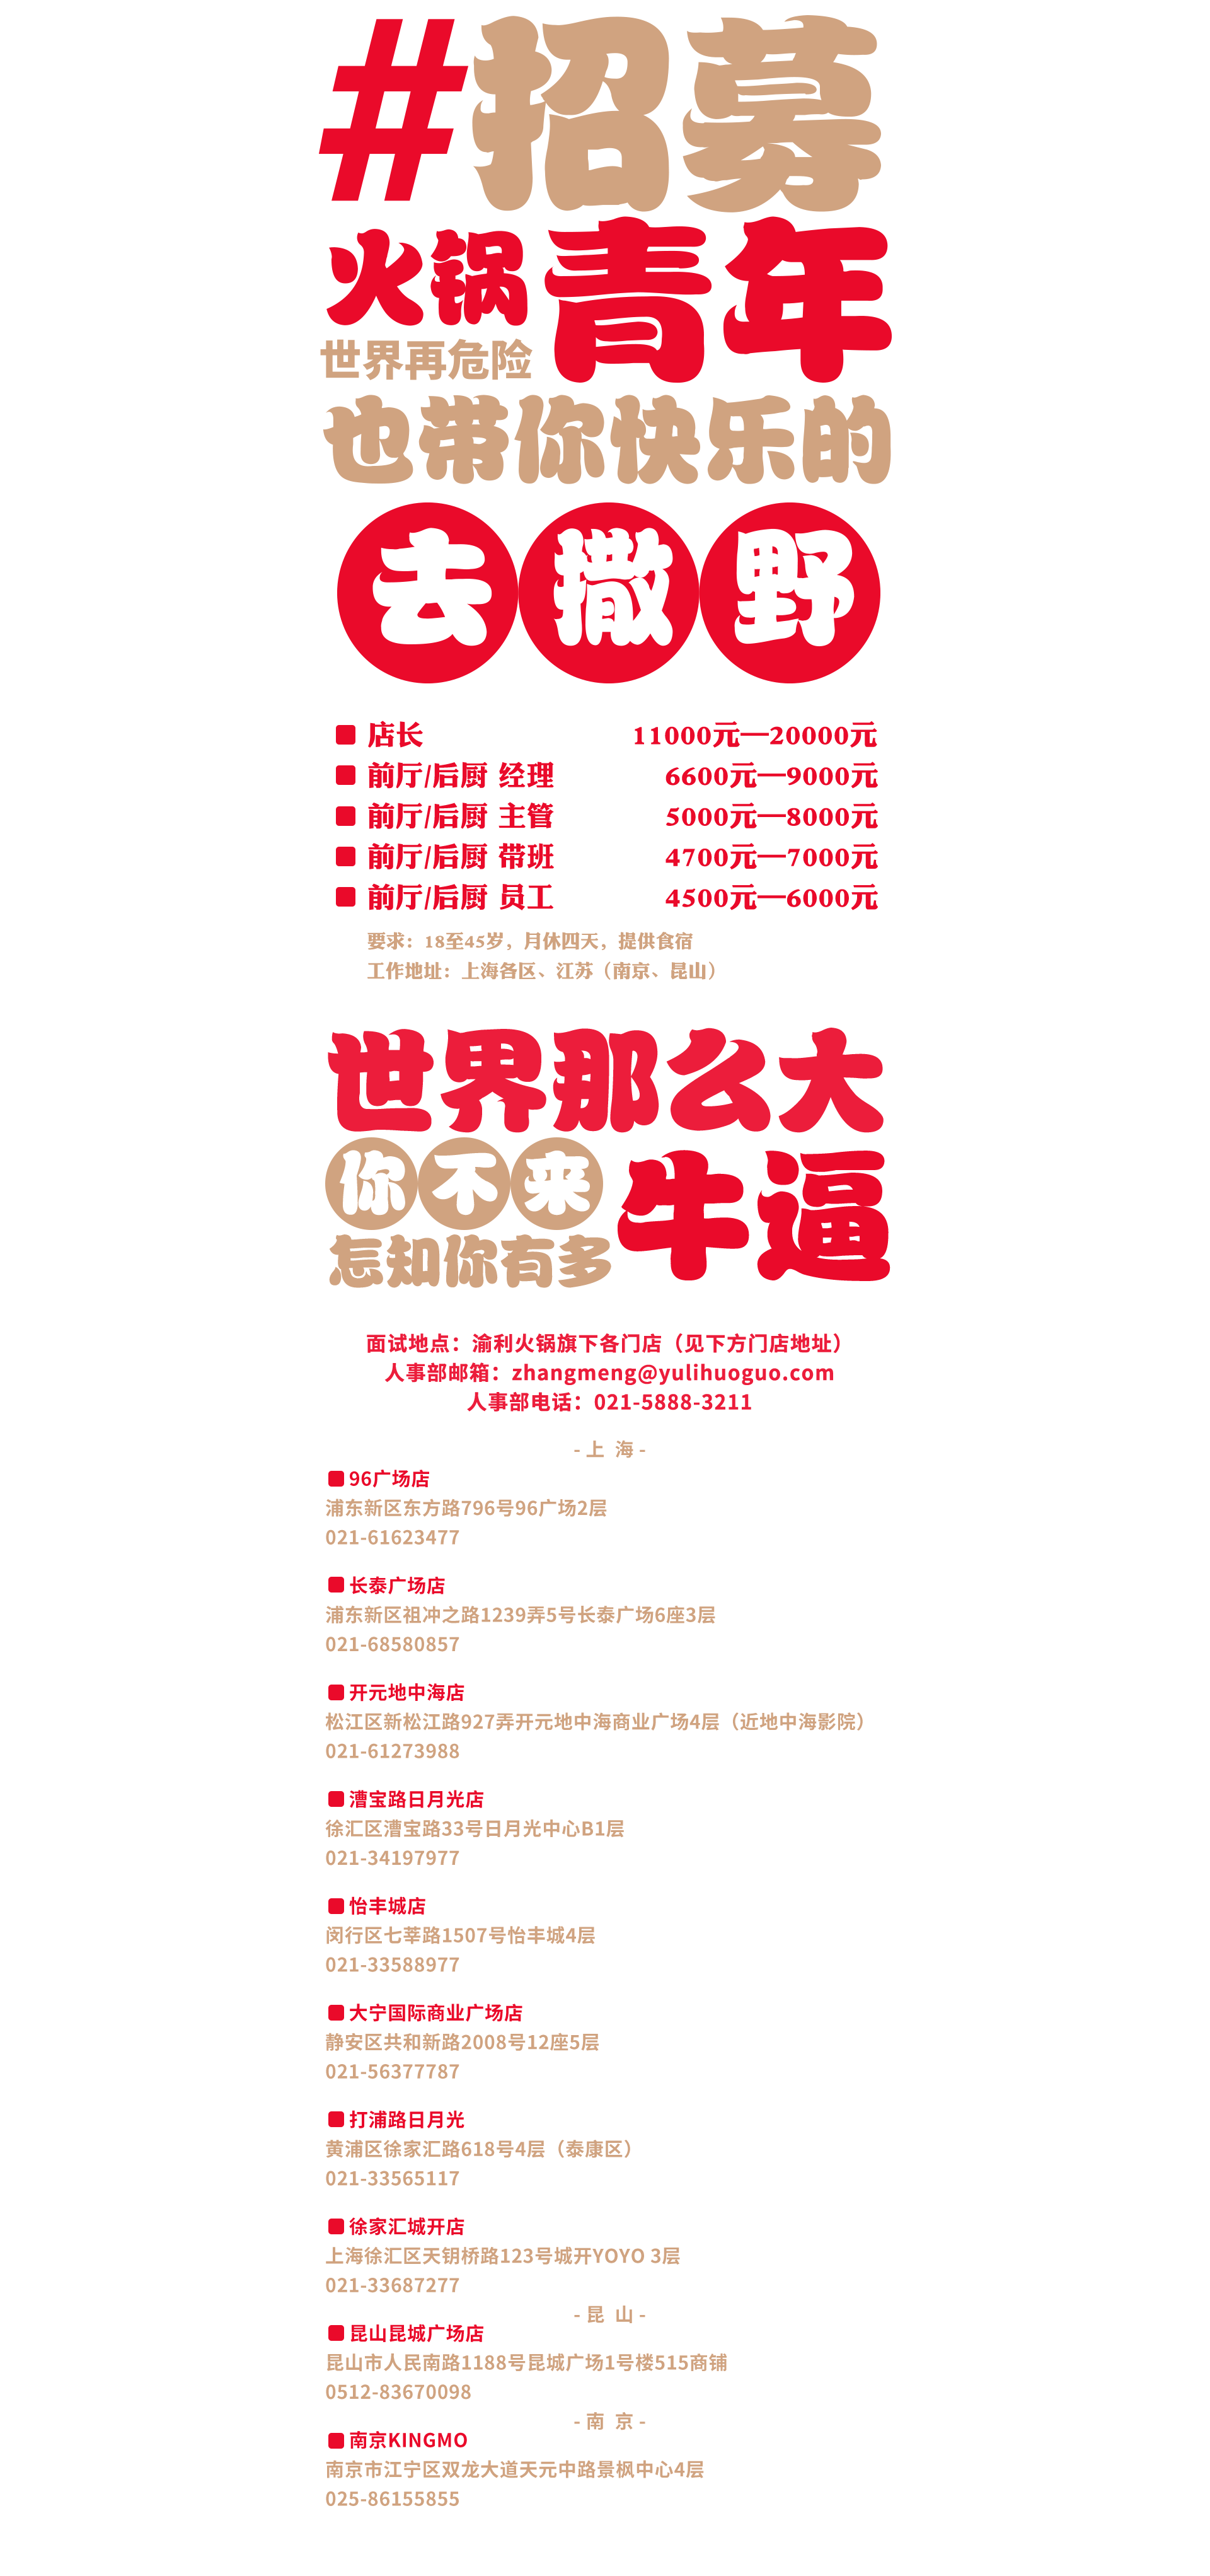 #招募
火锅青年
世界再危险
也带你快乐的
去撒野
店长 11000元—20000元
前厅/后厨 经理 6600元—9000元
前厅/后厨 主管 5000元—8000元
前厅/后厨 带班 4700元—7000元
前厅/后厨 员工 4500元—6000元
要求：18至45岁，月休四天，提供食宿
工作地址：上海各区、江苏（南京、昆山）
世界那么大
你不来
怎知你有多
牛逼
面试地点：渝利火锅旗下各门店（见下方门店地址）
人事部邮箱：zhangmeng@yulihuoguo.com
人事部电话：021-5888-3211
- 上 海 -
96广场店
浦东新区东方路796号96广场2层
021-61623477
长泰广场店
浦东新区祖冲之路1239弄5号长泰广场6座3层
021-68580857
开元地中海店
松江区新松江路927弄开元地中海商业广场4层（近地中海影院）
021-61273988
漕宝路日月光店
徐汇区漕宝路33号日月光中心B1层
021-34197977
怡丰城店
闵行区七莘路1507号怡丰城4层
021-33588977
大宁国际商业广场店
静安区共和新路2008号12座5层
021-56377787
打浦路日月光
黄浦区徐家汇路618号4层（泰康区）
021-33565117
徐家汇城开店
上海徐汇区天钥桥路123号城开YOYO 3层
021-33687277
- 昆 山 -
昆山昆城广场店
昆山市人民南路1188号昆城广场1号楼515商铺
0512-83670098
- 南 京 -
南京KINGMO
南京市江宁区双龙大道天元中路景枫中心4层
025-86155855